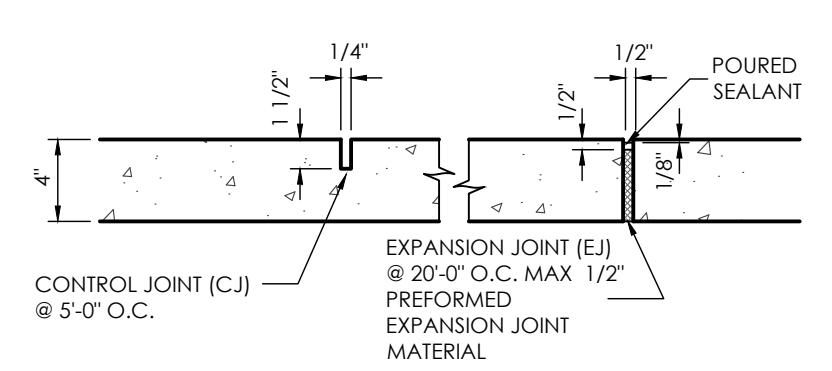 1/4"
1/2"
POURED
SEALANT
1 1/2"
1/2"
4"
1/8"
CONTROL JOINT (CJ)
@ 5'-0" O.C.
EXPANSION JOINT (EJ)
@ 20'-0" O.C. MAX 1/2"
PREFORMED
EXPANSION JOINT
MATERIAL